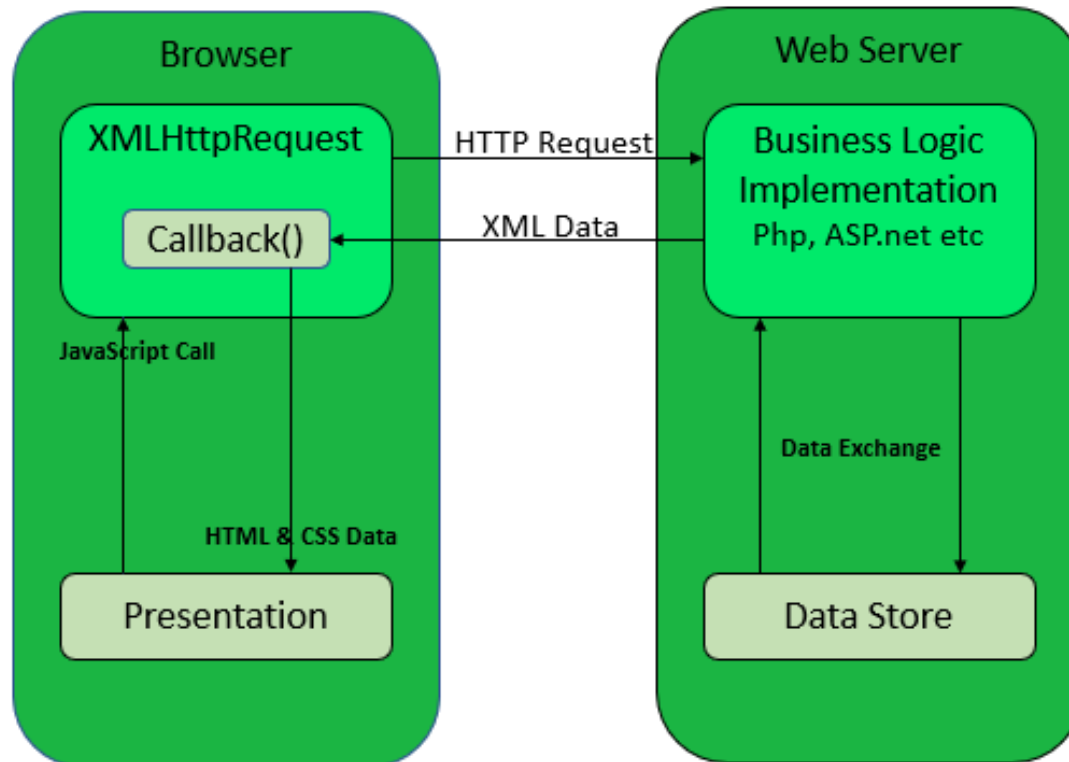 Browser
XMLHttpRequest
Callback()
JavaScript Call
HTML & CSS Data
Presentation
HTTP Request
XML Data
Web Server
Business Logic
Implementation
Php, ASP.net etc
Data Exchange
Data Store